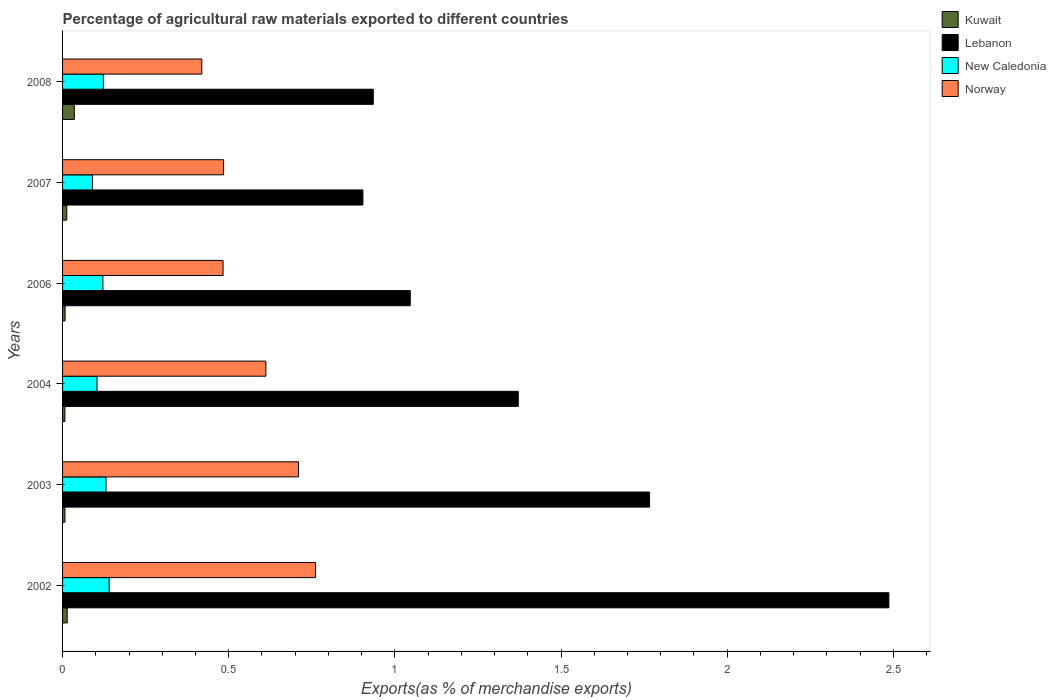 Percentage of agricultural raw materials exported to different countries
Kuwait
Lebanon
New Caledonia
Norway
2008
2007
2006
2004
2003
2002
Years
0
0.5
1
1.5
2
2.5
Exports(as % of merchandise exports)